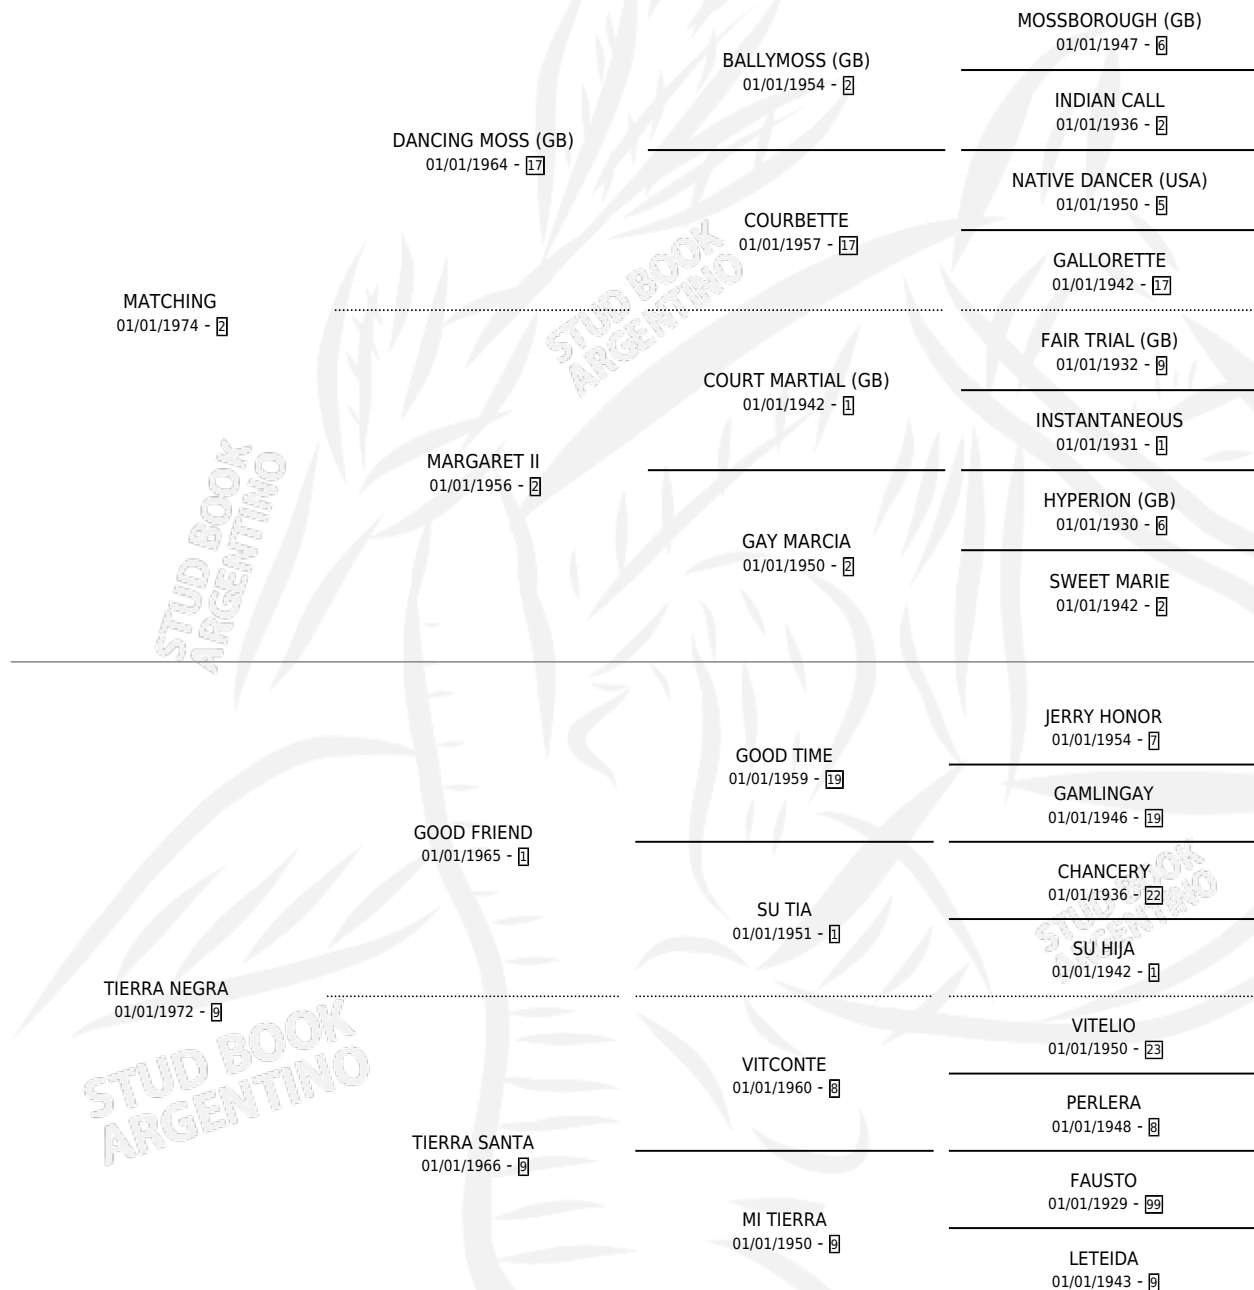 MOSSBOROUGH (GB)
01/01/1947 - 6
BALLYMOSS (GB)
01/01/1954 - 2
INDIAN CALL
01/01/1936 - 2
DANCING MOSS (GB)
01/01/1964 - 17
NATIVE DANCER (USA)
01/01/1950 - 5
COURBETTE
01/01/1957 - 17
GALLORETTE
01/01/1942 - 17
MATCHING
01/01/1974 - 2
FAIR TRIAL (GB)
01/01/1932 - 9
COURT MARTIAL (GB)
01/01/1942 - 1
INSTANTANEOUS
01/01/1931 - 1
MARGARET II
01/01/1956 - 2
HYPERION (GB)
01/01/1930 - 6
GAY MARCIA
01/01/1950 - 2
SWEET MARIE
01/01/1942 - 2
JERRY HONOR
01/01/1954 - 7
GOOD TIME
01/01/1959 - 19
GAMLINGAY
01/01/1946 - 19
GOOD FRIEND
01/01/1965 - 1
CHANCERY
01/01/1936 - 22
SU TIA
01/01/1951 - 1
SU HIJA
01/01/1942 - 1
TIERRA NEGRA
01/01/1972 - 9
VITELIO
01/01/1950 - 23
VITCONTE
01/01/1960 - 8
PERLERA
01/01/1948 - 8
TIERRA SANTA
01/01/1966 - 9
FAUSTO
01/01/1929 - 99
MI TIERRA
01/01/1950 - 9
LETEIDA
01/01/1943 - 9
STUD BOOK
ARGENTINO
STUD BOOK
ARGENTINO
STUD BOOK
ARGENTINO
STUD BOOK
ARGENTINO